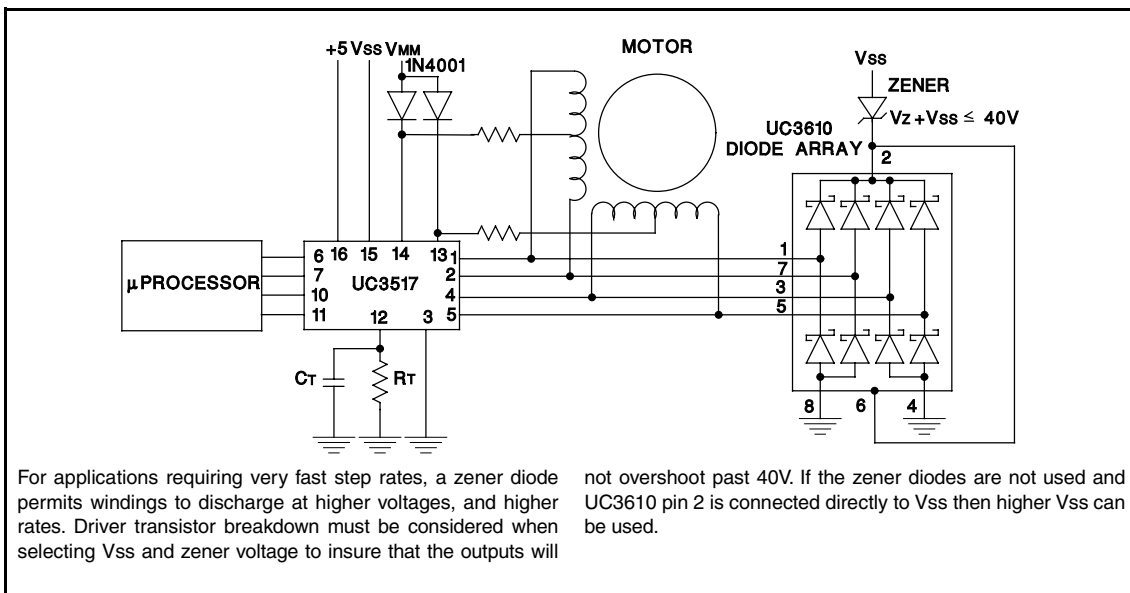 +5 VSS VMM
1N4001
MOTOR
VSS
ZENER
VZ +VSS ≤ 40V
UC3610
DIODE ARRAY
2
6 16 15 14 13 1
7 UC3517 2
10 4
11 12 3 5
µPROCESSOR
1
7
3
5
CT
RT
8 6 4
For applications requiring very fast step rates, a zener diode
permits windings to discharge at higher voltages, and higher
rates. Driver transistor breakdown must be considered when
selecting Vss and zener voltage to insure that the outputs will
not overshoot past 40V. If the zener diodes are not used and
UC3610 pin 2 is connected directly to Vss then higher Vss can
be used.